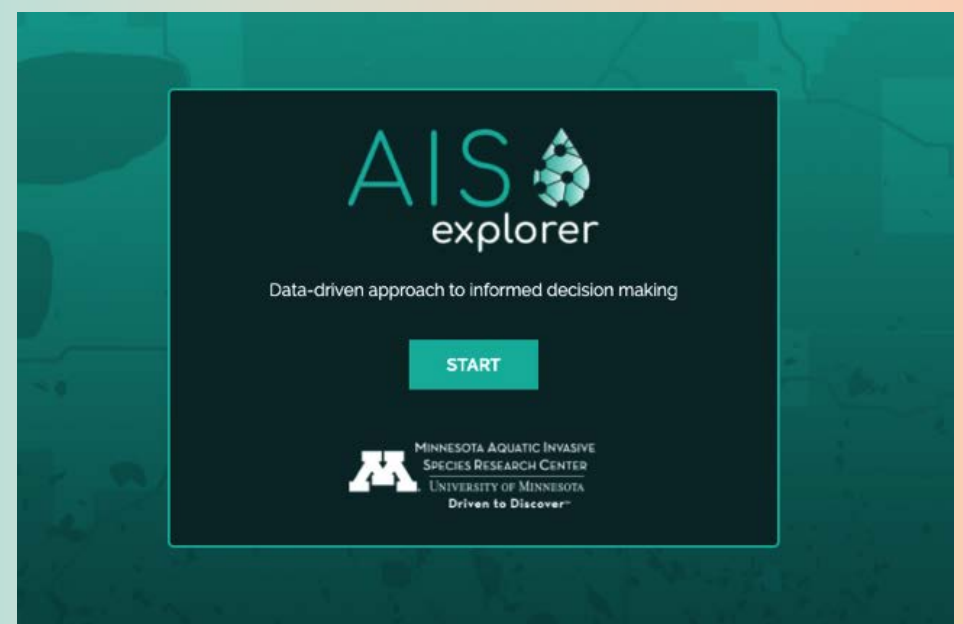 AIS
explorer
Data-driven approach to informed decision making
START
MINNESOTA AQUATIC INVASIVE
SPECIES RESEARCH CENTER
UNIVERSITY OF MINNESOTA
Driven to Discover℠